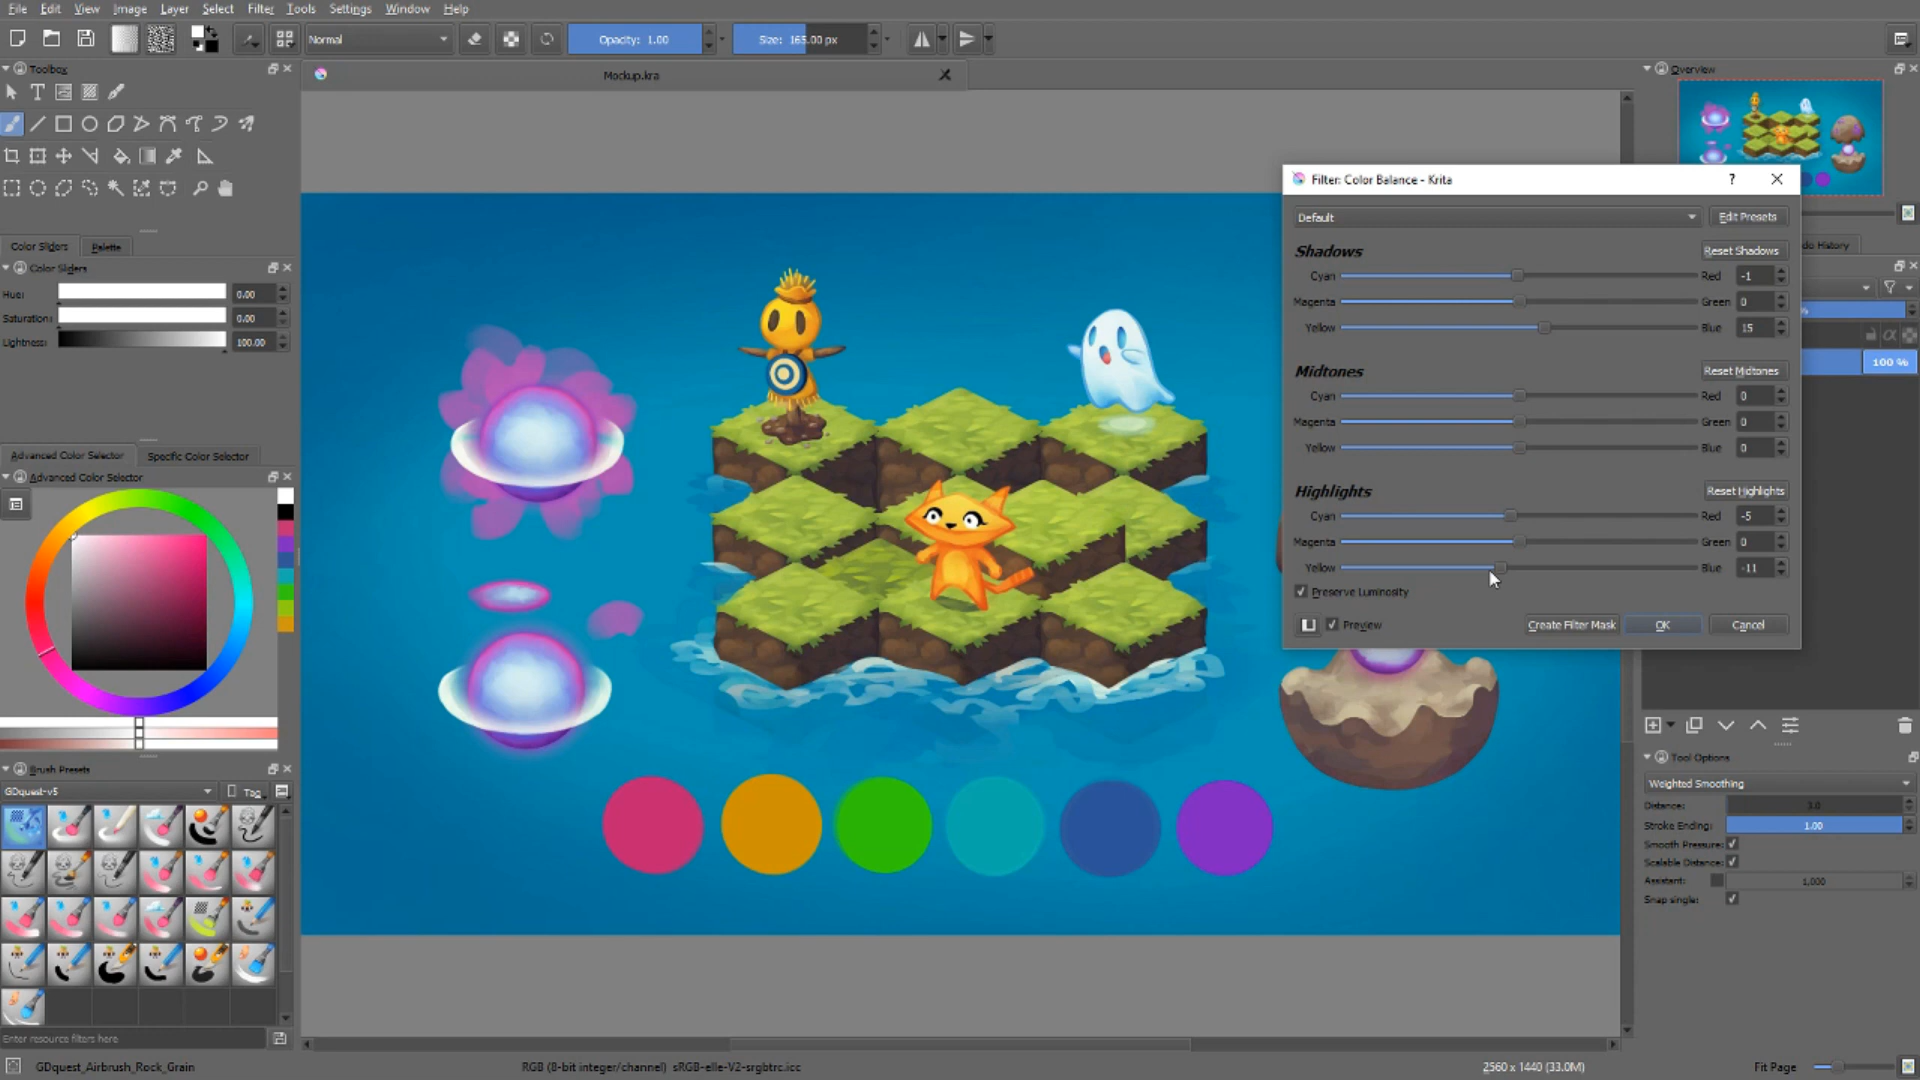 File Edit View Image Layer Select Filter Tools Settings Window Help
Normal
Opacity: 1.00
Size: 165.00 px
Toolbox
Mockup.kra
Overview
Color Sliders
Palette
Color Sliders
Hue: 0.00
Saturation: 0.00
Lightness: 100.00
Advanced Color Selector
Specific Color Selector
Advanced Color Selector
Brush Presets
GDquest-v5
Tag
Enter resource filters here
Filter: Color Balance - Krita
?
Default
Edit Presets
Shadows
Reset Shadows
Cyan Red -1
Magenta Green 0
Yellow Blue 15
Midtones
Reset Midtones
Cyan Red 0
Magenta Green 0
Yellow Blue 0
Highlights
Reset Highlights
Cyan Red -5
Magenta Green 0
Yellow Blue -11
Preserve Luminosity
Preview
Create Filter Mask
OK
Cancel
do History
%
100 %
Tool Options
Weighted Smoothing
Distance: 3.0
Stroke Ending: 1.00
Smooth Pressure:
Scalable Distance:
Assistant: 1,000
Snap single:
GDquest_Airbrush_Rock_Grain
RGB (8-bit integer/channel) sRGB-elle-V2-srgbtrc.icc
2560 x 1440 (33.0M)
Fit Page